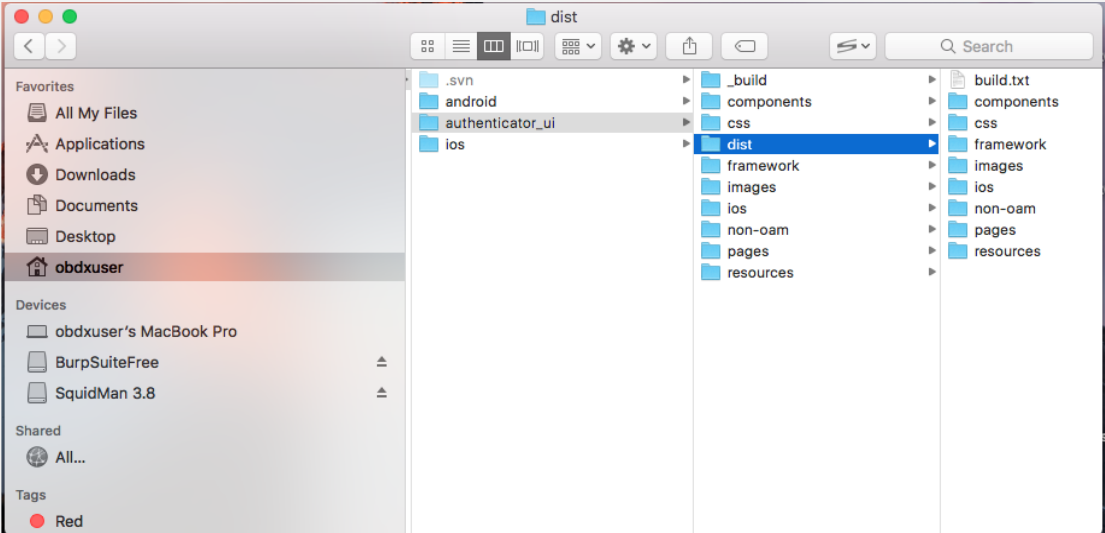 dist
Search
Favorites
All My Files
Applications
Downloads
Documents
Desktop
obdxuser
Devices
obdxuser's MacBook Pro
BurpSuiteFree
SquidMan 3.8
Shared
All...
Tags
Red
.svn
android
authenticator_ui
ios
_build
components
css
dist
framework
images
ios
non-oam
pages
resources
build.txt
components
css
framework
images
ios
non-oam
pages
resources